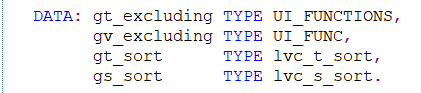 DATA: gt_excluding TYPE UI_FUNCTIONS,
gv_excluding TYPE UI_FUNC,
gt_sort TYPE lvc_t_sort,
gs_sort TYPE lvc_s_sort.